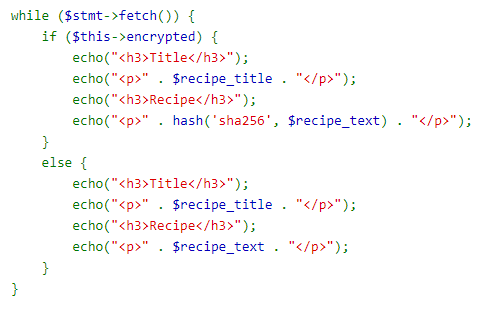 while ($stmt->fetch()) {
    if ($this->encrypted) {
        echo("<h3>Title</h3>");
        echo("<p>" . $recipe_title . "</p>");
        echo("<h3>Recipe</h3>");
        echo("<p>" . hash('sha256', $recipe_text) . "</p>");
    }
    else {
        echo("<h3>Title</h3>");
        echo("<p>" . $recipe_title . "</p>");
        echo("<h3>Recipe</h3>");
        echo("<p>" . $recipe_text . "</p>");
    }
}